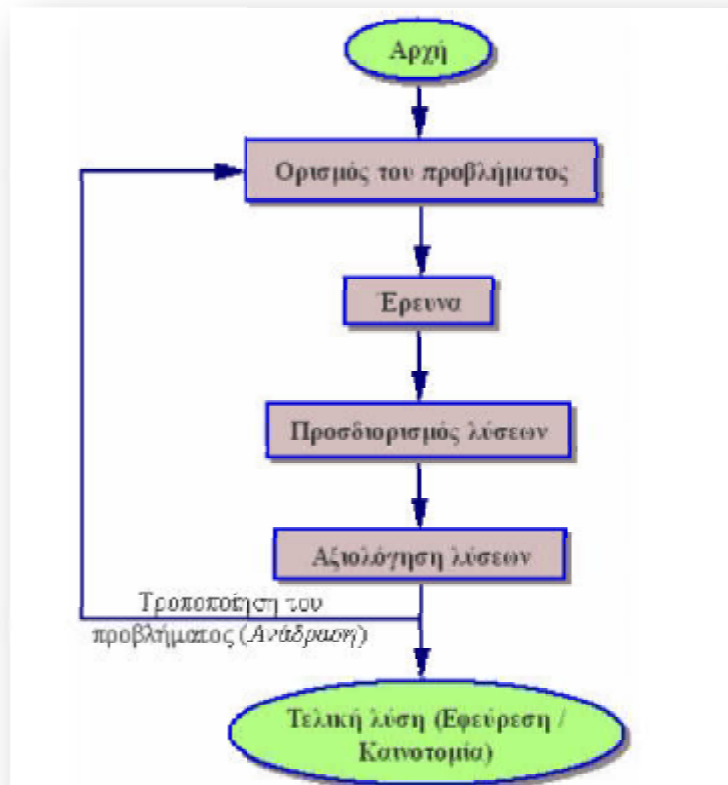 Αρχή
Ορισμός του προβλήματος
Έρευνα
Προσδιορισμός λύσεων
Αξιολόγηση λύσεων
Τροποποίηση του
προβλήματος (Ανάδραση)
Τελική λύση (Εφεύρεση /
Καινοτομία)